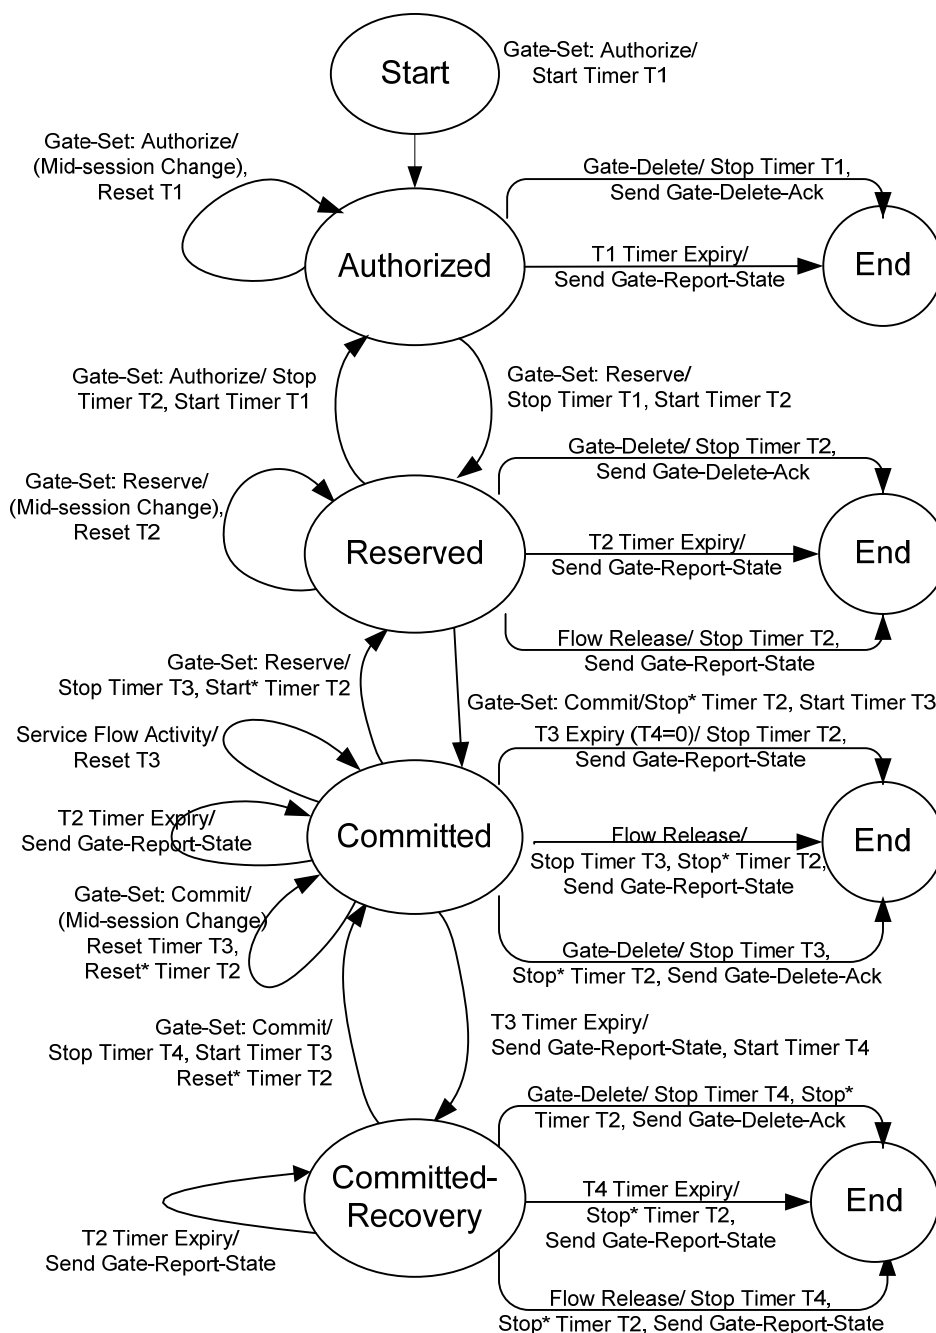 Start
Gate-Set: Authorize/
Start Timer T1
Gate-Set: Authorize/
(Mid-session Change),
Reset T1
Authorized
Gate-Delete/ Stop Timer T1,
Send Gate-Delete-Ack
T1 Timer Expiry/
Send Gate-Report-State
End
Gate-Set: Authorize/ Stop
Timer T2, Start Timer T1
Gate-Set: Reserve/
Stop Timer T1, Start Timer T2
Gate-Set: Reserve/
(Mid-session Change),
Reset T2
Reserved
Gate-Delete/ Stop Timer T2,
Send Gate-Delete-Ack
T2 Timer Expiry/
Send Gate-Report-State
End
Flow Release/ Stop Timer T2,
Send Gate-Report-State
Gate-Set: Reserve/
Stop Timer T3, Start* Timer T2
Gate-Set: Commit/Stop* Timer T2, Start Timer T3
Service Flow Activity/
Reset T3
T2 Timer Expiry/
Send Gate-Report-State
Gate-Set: Commit/
(Mid-session Change)
Reset Timer T3,
Reset* Timer T2
Committed
T3 Expiry (T4=0)/ Stop Timer T2,
Send Gate-Report-State
Flow Release/
Stop Timer T3, Stop* Timer T2,
Send Gate-Report-State
End
Gate-Delete/ Stop Timer T3,
Stop* Timer T2, Send Gate-Delete-Ack
Gate-Set: Commit/
Stop Timer T4, Start Timer T3
Reset* Timer T2
T3 Timer Expiry/
Send Gate-Report-State, Start Timer T4
Committed-
Recovery
T2 Timer Expiry/
Send Gate-Report-State
Gate-Delete/ Stop Timer T4, Stop*
Timer T2, Send Gate-Delete-Ack
T4 Timer Expiry/
Stop* Timer T2,
Send Gate-Report-State
End
Flow Release/ Stop Timer T4,
Stop* Timer T2, Send Gate-Report-State